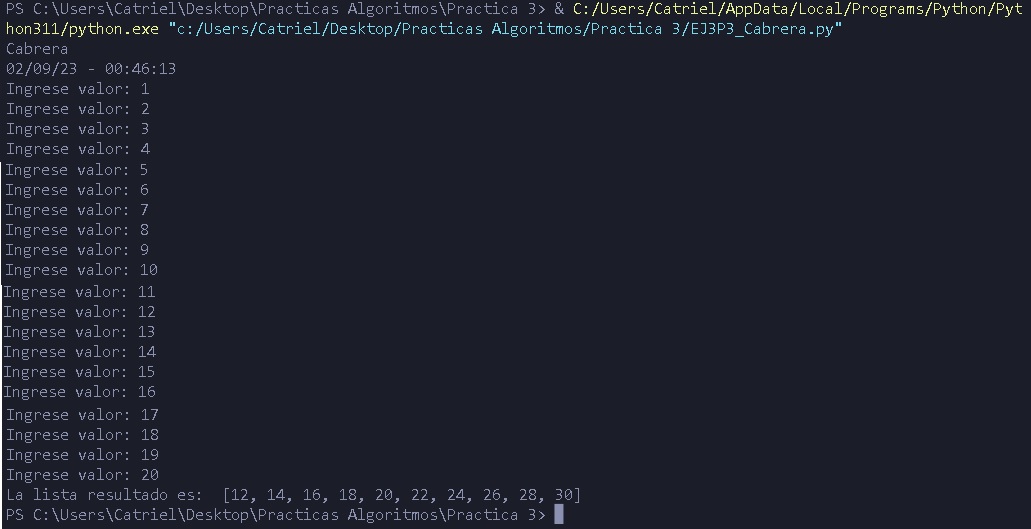 PS C:\Users\Catriel\Desktop\Practicas Algoritmos\Practica 3> & C:/Users/Catriel/AppData/Local/Programs/Python/Pyt
hon311/python.exe "c:/Users/Catriel/Desktop/Practicas Algoritmos/Practica 3/EJ3P3_Cabrera.py"
Cabrera
02/09/23 - 00:46:13
Ingrese valor: 1
Ingrese valor: 2
Ingrese valor: 3
Ingrese valor: 4
Ingrese valor: 5
Ingrese valor: 6
Ingrese valor: 7
Ingrese valor: 8
Ingrese valor: 9
Ingrese valor: 10
Ingrese valor: 11
Ingrese valor: 12
Ingrese valor: 13
Ingrese valor: 14
Ingrese valor: 15
Ingrese valor: 16
Ingrese valor: 17
Ingrese valor: 18
Ingrese valor: 19
Ingrese valor: 20
La lista resultado es:  [12, 14, 16, 18, 20, 22, 24, 26, 28, 30]
PS C:\Users\Catriel\Desktop\Practicas Algoritmos\Practica 3>